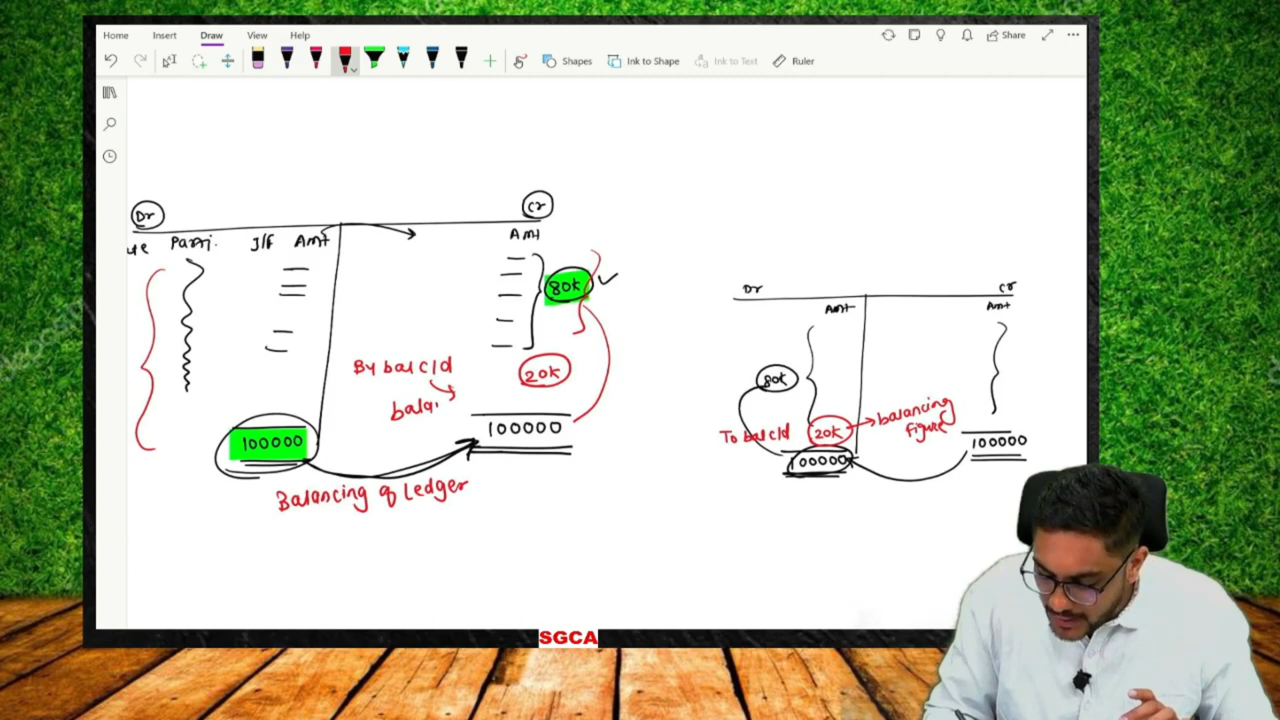 Home Insert Draw View Help
Share
Shapes Ink to Shape Ink to Text Ruler
Dr Cr
Parti. J/F Amt Amt
80k
By bal c/d 20k
100000 100000
Balancing of Ledger
Dr Cr
Amt Amt
80k
To bal c/d 20k balancing figure
100000 100000
SGCA